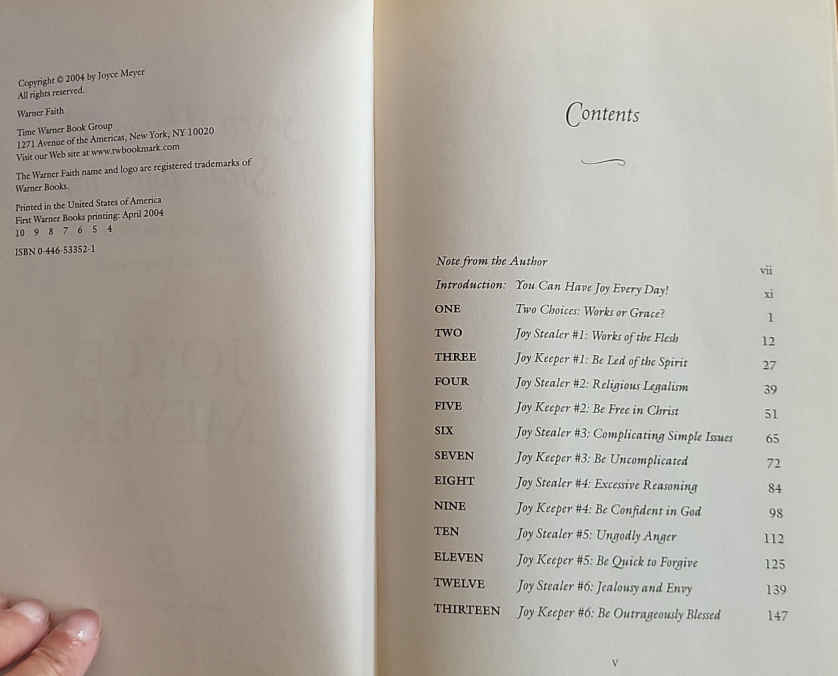 Copyright © 2004 by Joyce Meyer
All rights reserved.
Warner Faith
Time Warner Book Group
1271 Avenue of the Americas, New York, NY 10020
Visit our Web site at www.twbookmark.com
The Warner Faith name and logo are registered trademarks of
Warner Books.
Printed in the United States of America
First Warner Books printing: April 2004
10 9 8 7 6 5 4
ISBN 0-446-53352-1
Contents
Note from the Author vii
Introduction: You Can Have Joy Every Day! xi
ONE Two Choices: Works or Grace? 1
TWO Joy Stealer #1: Works of the Flesh 12
THREE Joy Keeper #1: Be Led of the Spirit 27
FOUR Joy Stealer #2: Religious Legalism 39
FIVE Joy Keeper #2: Be Free in Christ 51
SIX Joy Stealer #3: Complicating Simple Issues 65
SEVEN Joy Keeper #3: Be Uncomplicated 72
EIGHT Joy Stealer #4: Excessive Reasoning 84
NINE Joy Keeper #4: Be Confident in God 98
TEN Joy Stealer #5: Ungodly Anger 112
ELEVEN Joy Keeper #5: Be Quick to Forgive 125
TWELVE Joy Stealer #6: Jealousy and Envy 139
THIRTEEN Joy Keeper #6: Be Outrageously Blessed 147
v